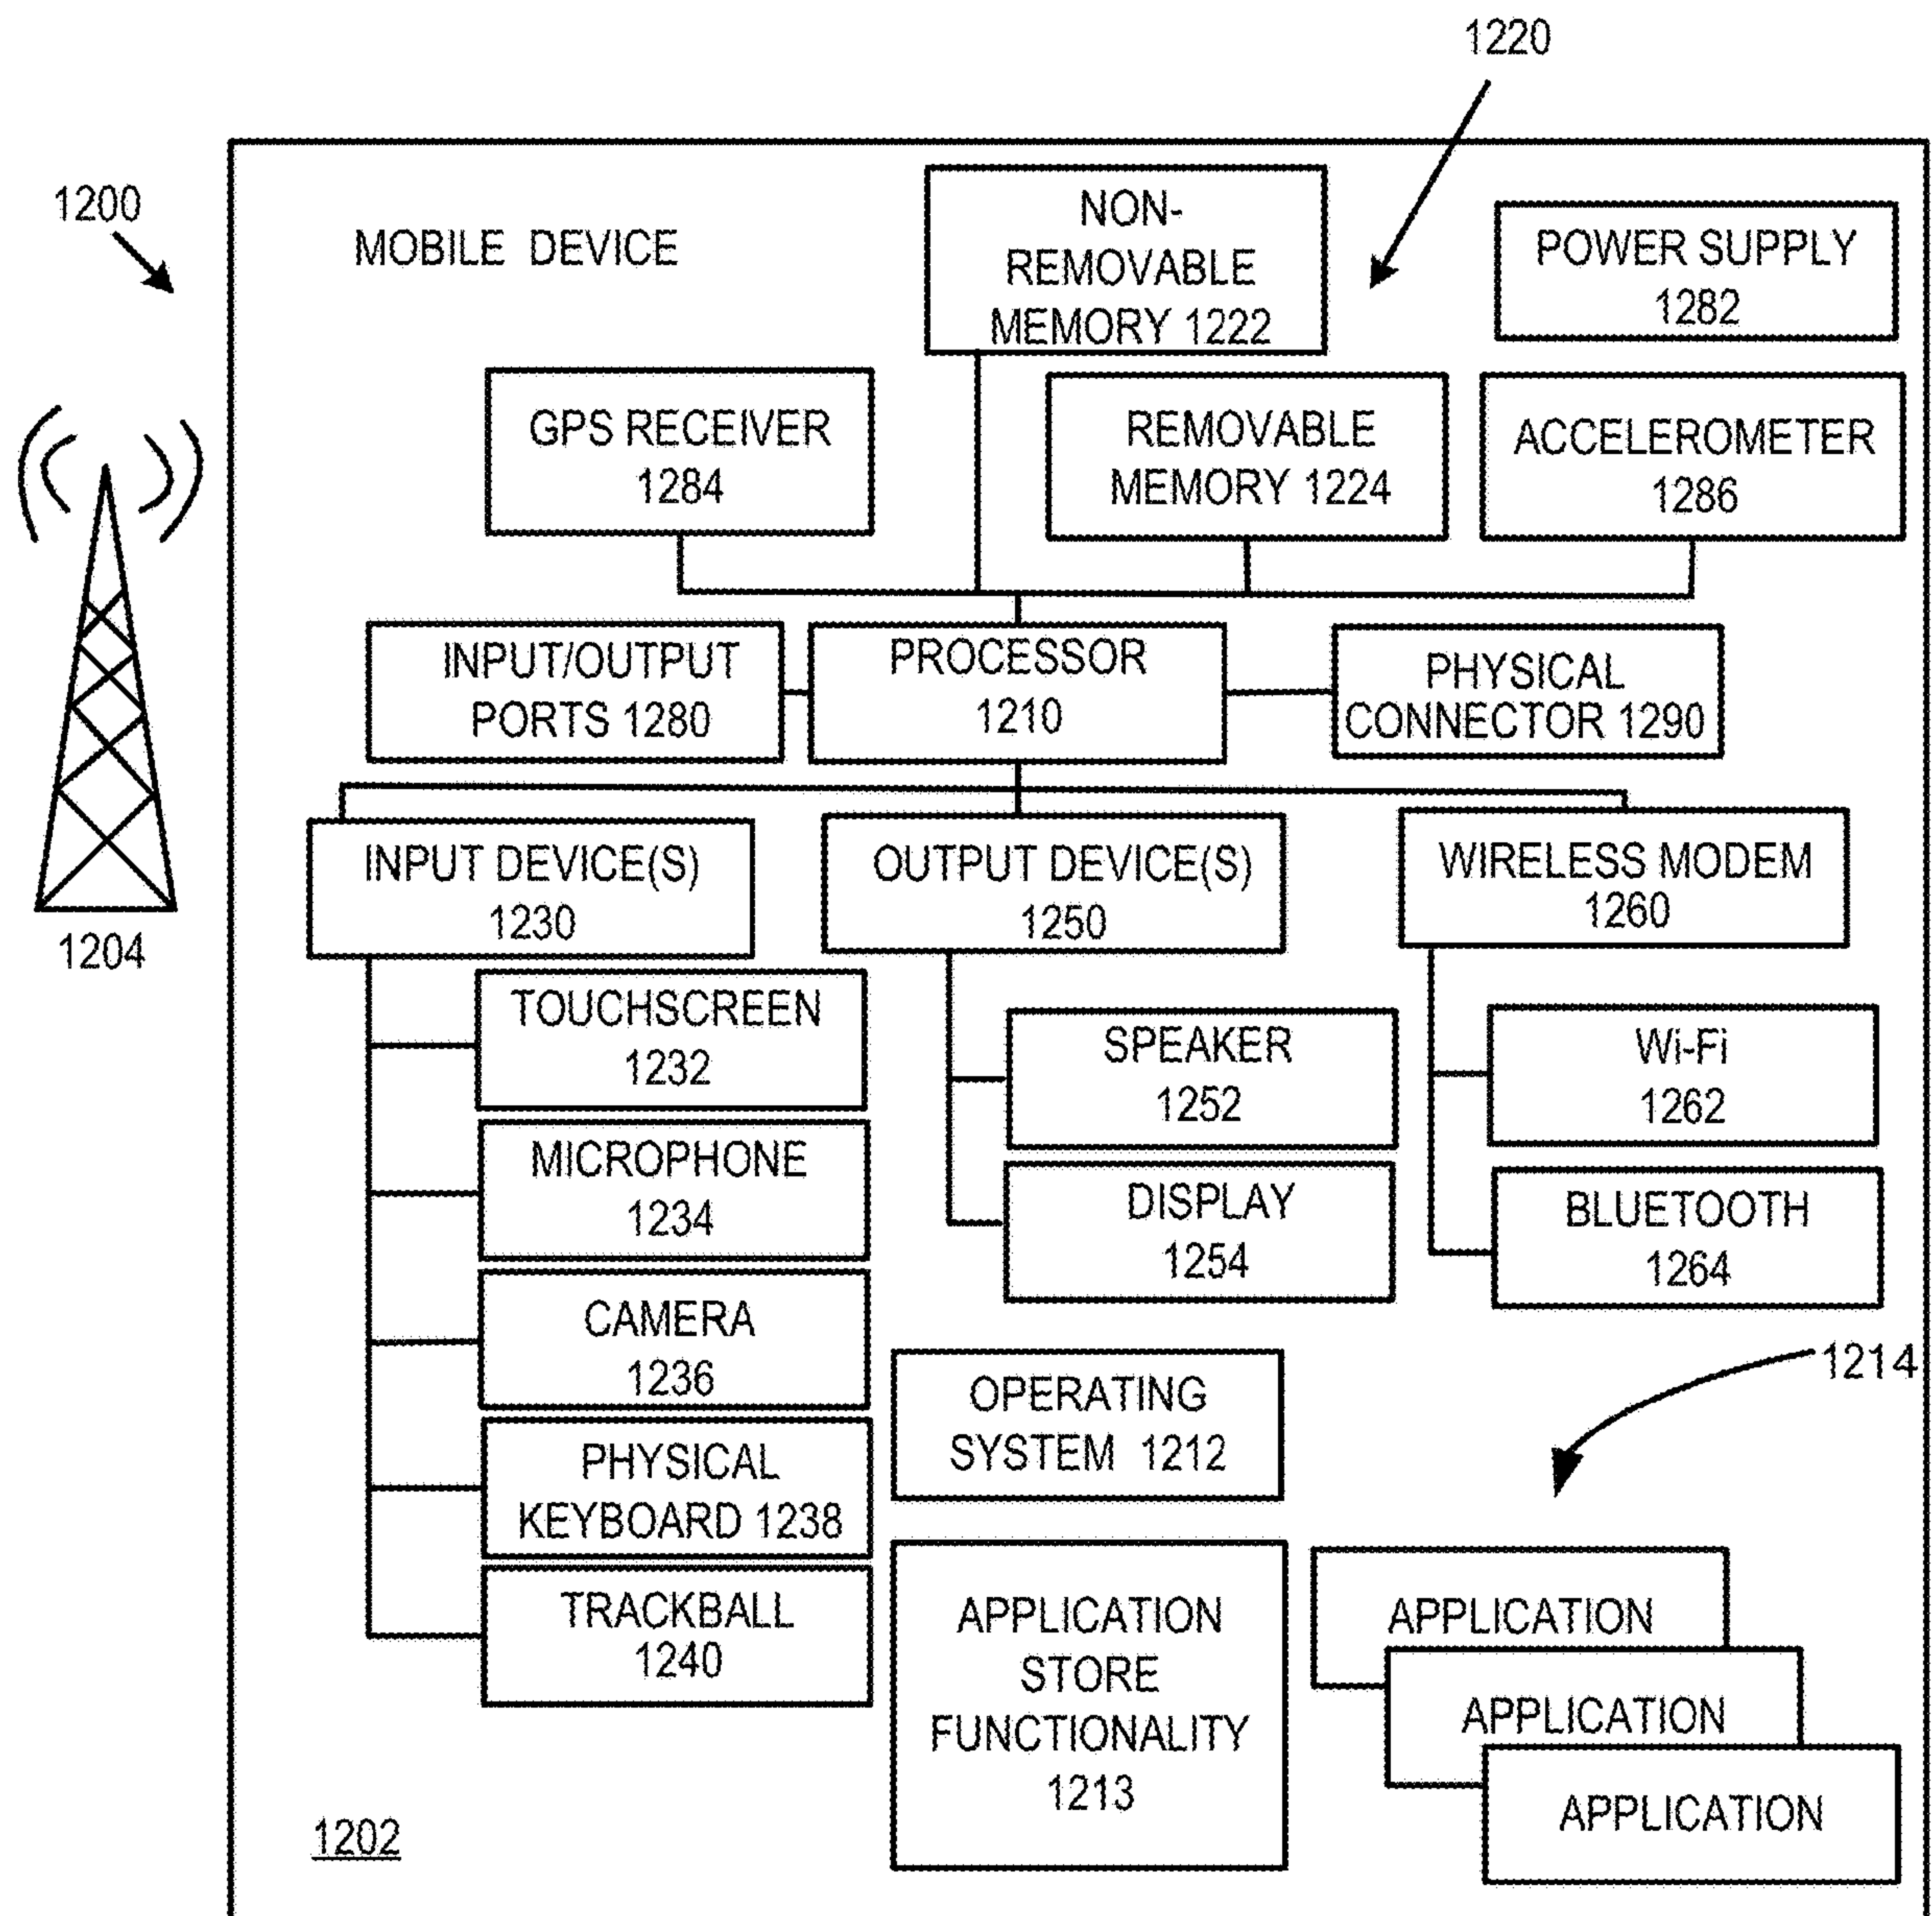 1220
1200
MOBILE DEVICE
NON-
REMOVABLE
MEMORY 1222
POWER SUPPLY
1282
GPS RECEIVER
1284
REMOVABLE
MEMORY 1224
ACCELEROMETER
1286
INPUT/OUTPUT
PORTS 1280
PROCESSOR
1210
PHYSICAL
CONNECTOR 1290
INPUT DEVICE(S)
1230
OUTPUT DEVICE(S)
1250
WIRELESS MODEM
1260
1204
TOUCHSCREEN
1232
SPEAKER
1252
Wi-Fi
1262
MICROPHONE
1234
DISPLAY
1254
BLUETOOTH
1264
CAMERA
1236
OPERATING
SYSTEM 1212
1214
PHYSICAL
KEYBOARD 1238
TRACKBALL
1240
APPLICATION
STORE
FUNCTIONALITY
1213
APPLICATION
APPLICATION
APPLICATION
1202